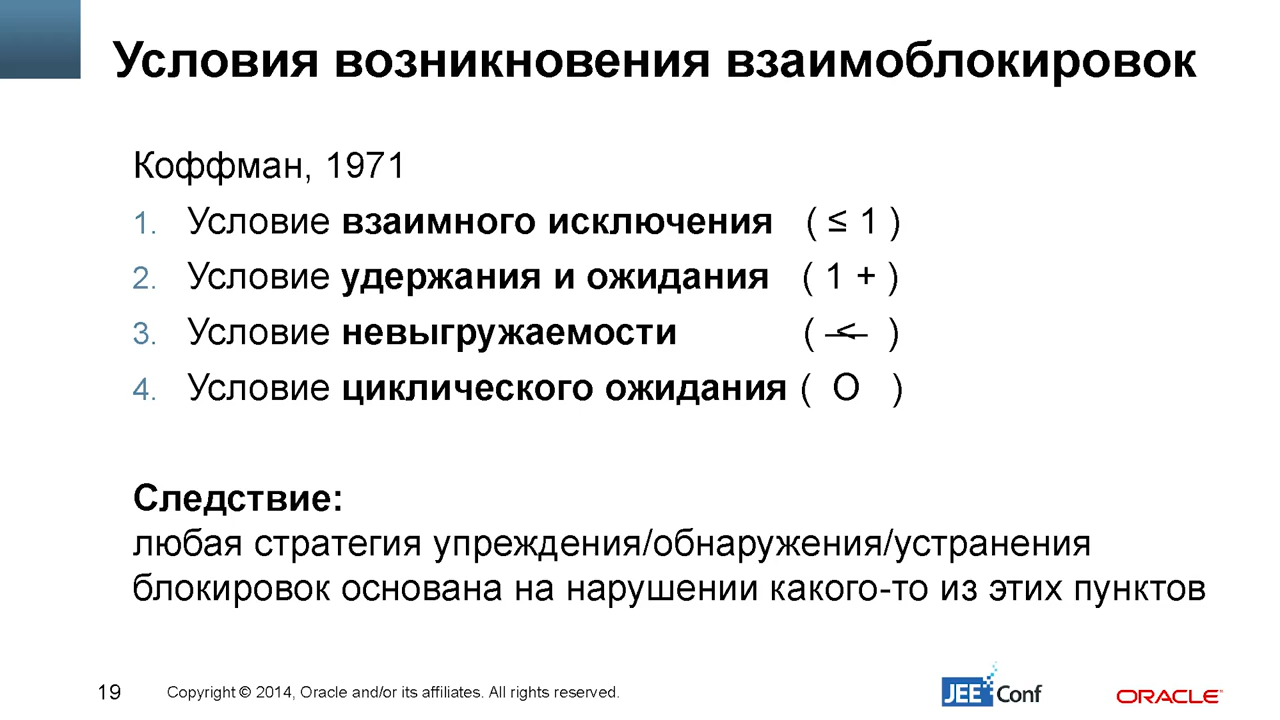 Условия возникновения взаимоблокировок
Коффман, 1971
1. Условие взаимного исключения ( ≤ 1 )
2. Условие удержания и ожидания ( 1 + )
3. Условие невыгружаемости ( < )
4. Условие циклического ожидания ( O )
Следствие:
любая стратегия упреждения/обнаружения/устранения
блокировок основана на нарушении какого-то из этих пунктов
19 Copyright © 2014, Oracle and/or its affiliates. All rights reserved. JEEConf ORACLE